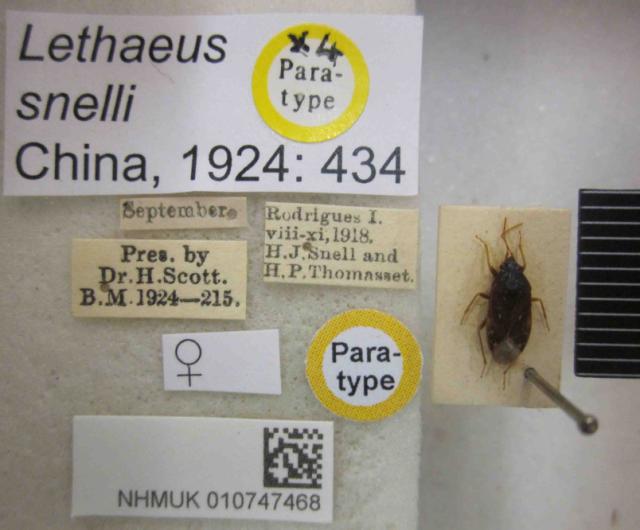 Lethaeus
snelli
China, 1924: 434
x4
Para-
type
September.
Rodrigues I.
viii-xi, 1918.
H.J.Snell and
H.P.Thomasset.
Pres. by
Dr.H.Scott.
B.M.1924—215.
♀
Para-
type
NHMUK 010747468